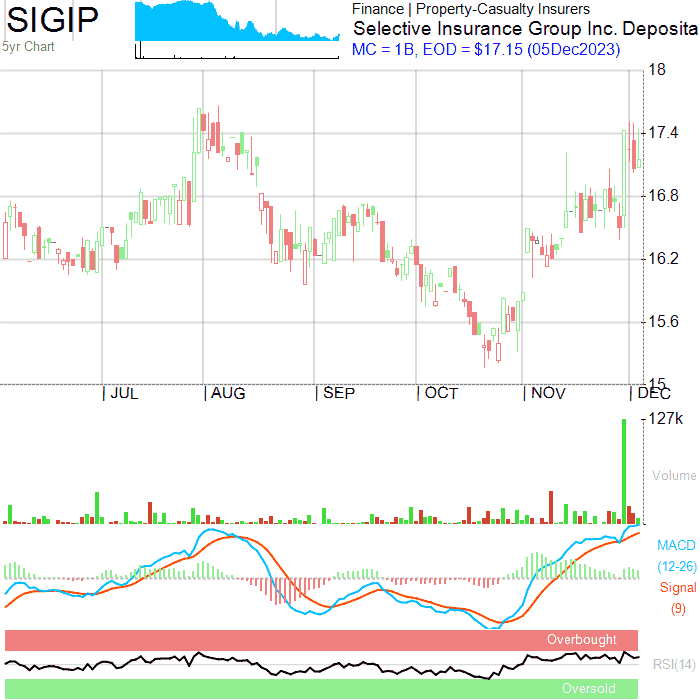 SIGIP
5yr Chart
Finance | Property-Casualty Insurers
Selective Insurance Group Inc. Deposita
MC = 1B, EOD = $17.15 (05Dec2023)
18
17.4
16.8
16.2
15.6
15
| JUL | AUG | SEP | OCT | NOV | DEC
127k
Volume
MACD
(12-26)
Signal
(9)
Overbought
RSI(14)
Oversold